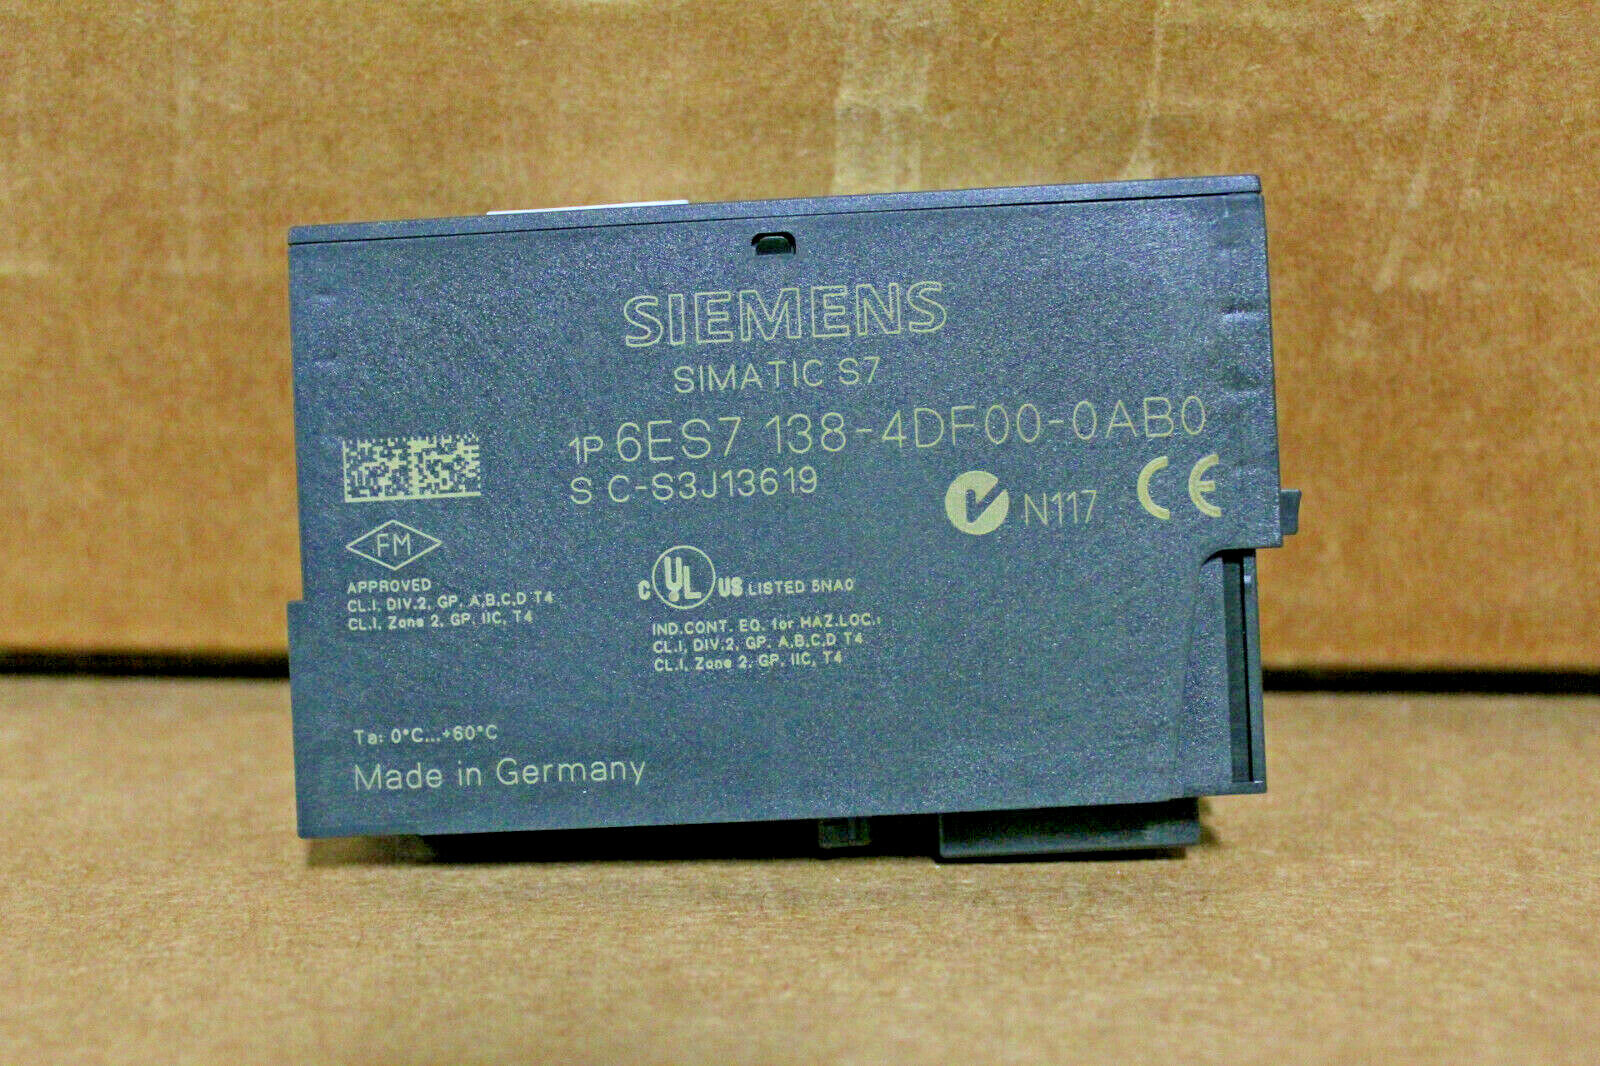 SIEMENS
SIMATIC S7
1P 6ES7 138-4DF00-0AB0
S C-S3J13619
N117 CE
FM
APPROVED
CL.I, DIV.2, GP. A,B,C,D T4
CL.I, Zone 2, GP. IIC, T4
C UL US LISTED 5NA0
IND.CONT. EQ. for HAZ.LOC.:
CL.I, DIV.2, GP. A,B,C,D T4
CL.I, Zone 2, GP. IIC, T4
Ta: 0°C...+60°C
Made in Germany